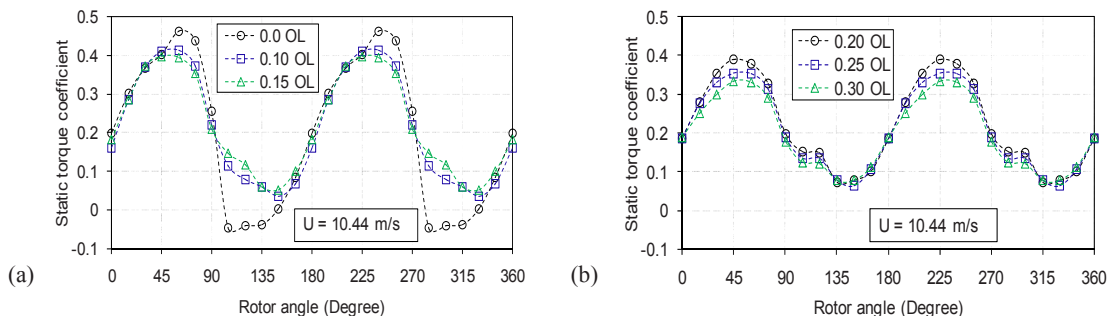 (a)
Static torque coefficient
0.5
0.4
0.3
0.2
0.1
0
-0.1
0.0 OL
0.10 OL
0.15 OL
U = 10.44 m/s
0 45 90 135 180 225 270 315 360
Rotor angle (Degree)
(b)
Static torque coefficient
0.5
0.4
0.3
0.2
0.1
0
-0.1
0.20 OL
0.25 OL
0.30 OL
U = 10.44 m/s
0 45 90 135 180 225 270 315 360
Rotor angle (Degree)